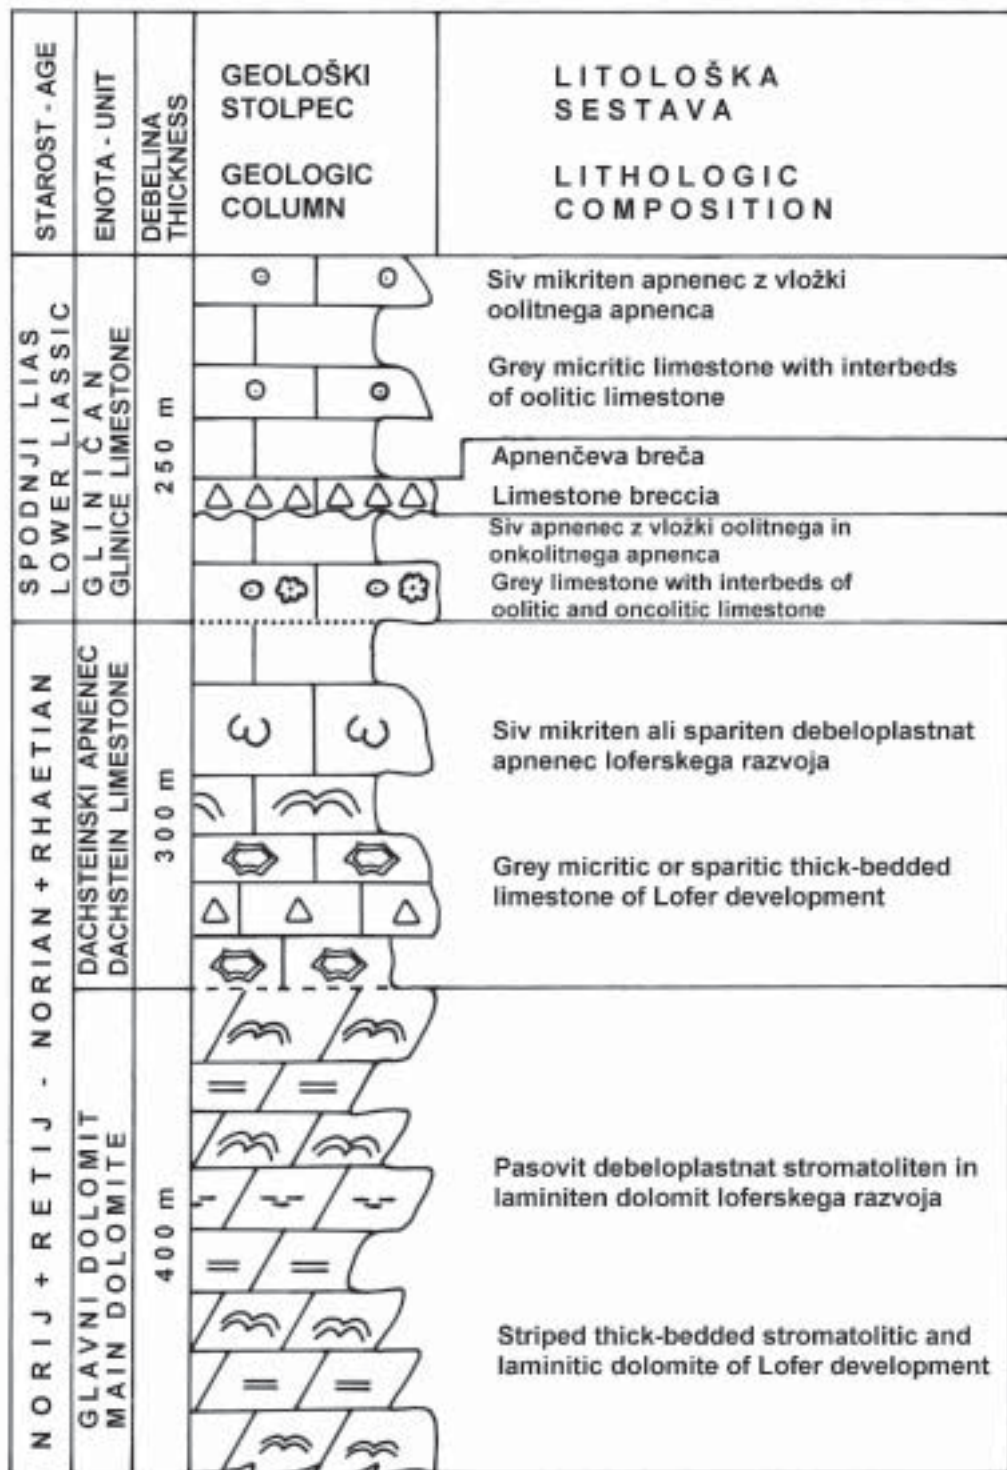 STAROST - AGE
ENOTA - UNIT
DEBELINA
THICKNESS
GEOLOŠKI
STOLPEC
GEOLOGIC
COLUMN
LITOLOŠKA
SESTAVA
LITHOLOGIC
COMPOSITION
SPODNJI LIAS
LOWER LIASSIC
GLINIČAN
GLINICE LIMESTONE
250 m
Siv mikriten apnenec z vložki
oolitnega apnenca
Grey micritic limestone with interbeds
of oolitic limestone
Apnenčeva breča
Limestone breccia
Siv apnenec z vložki oolitnega in
onkolitnega apnenca
Grey limestone with interbeds of
oolitic and oncolitic limestone
NORIJ + RETIJ - NORIAN + RHAETIAN
DACHSTEINSKI APNENEC
DACHSTEIN LIMESTONE
300 m
Siv mikriten ali spariten debeloplastnat
apnenec loferskega razvoja
Grey micritic or sparitic thick-bedded
limestone of Lofer development
GLAVNI DOLOMIT
MAIN DOLOMITE
400 m
Pasovit debeloplastnat stromatoliten in
laminiten dolomit loferskega razvoja
Striped thick-bedded stromatolitic and
laminitic dolomite of Lofer development